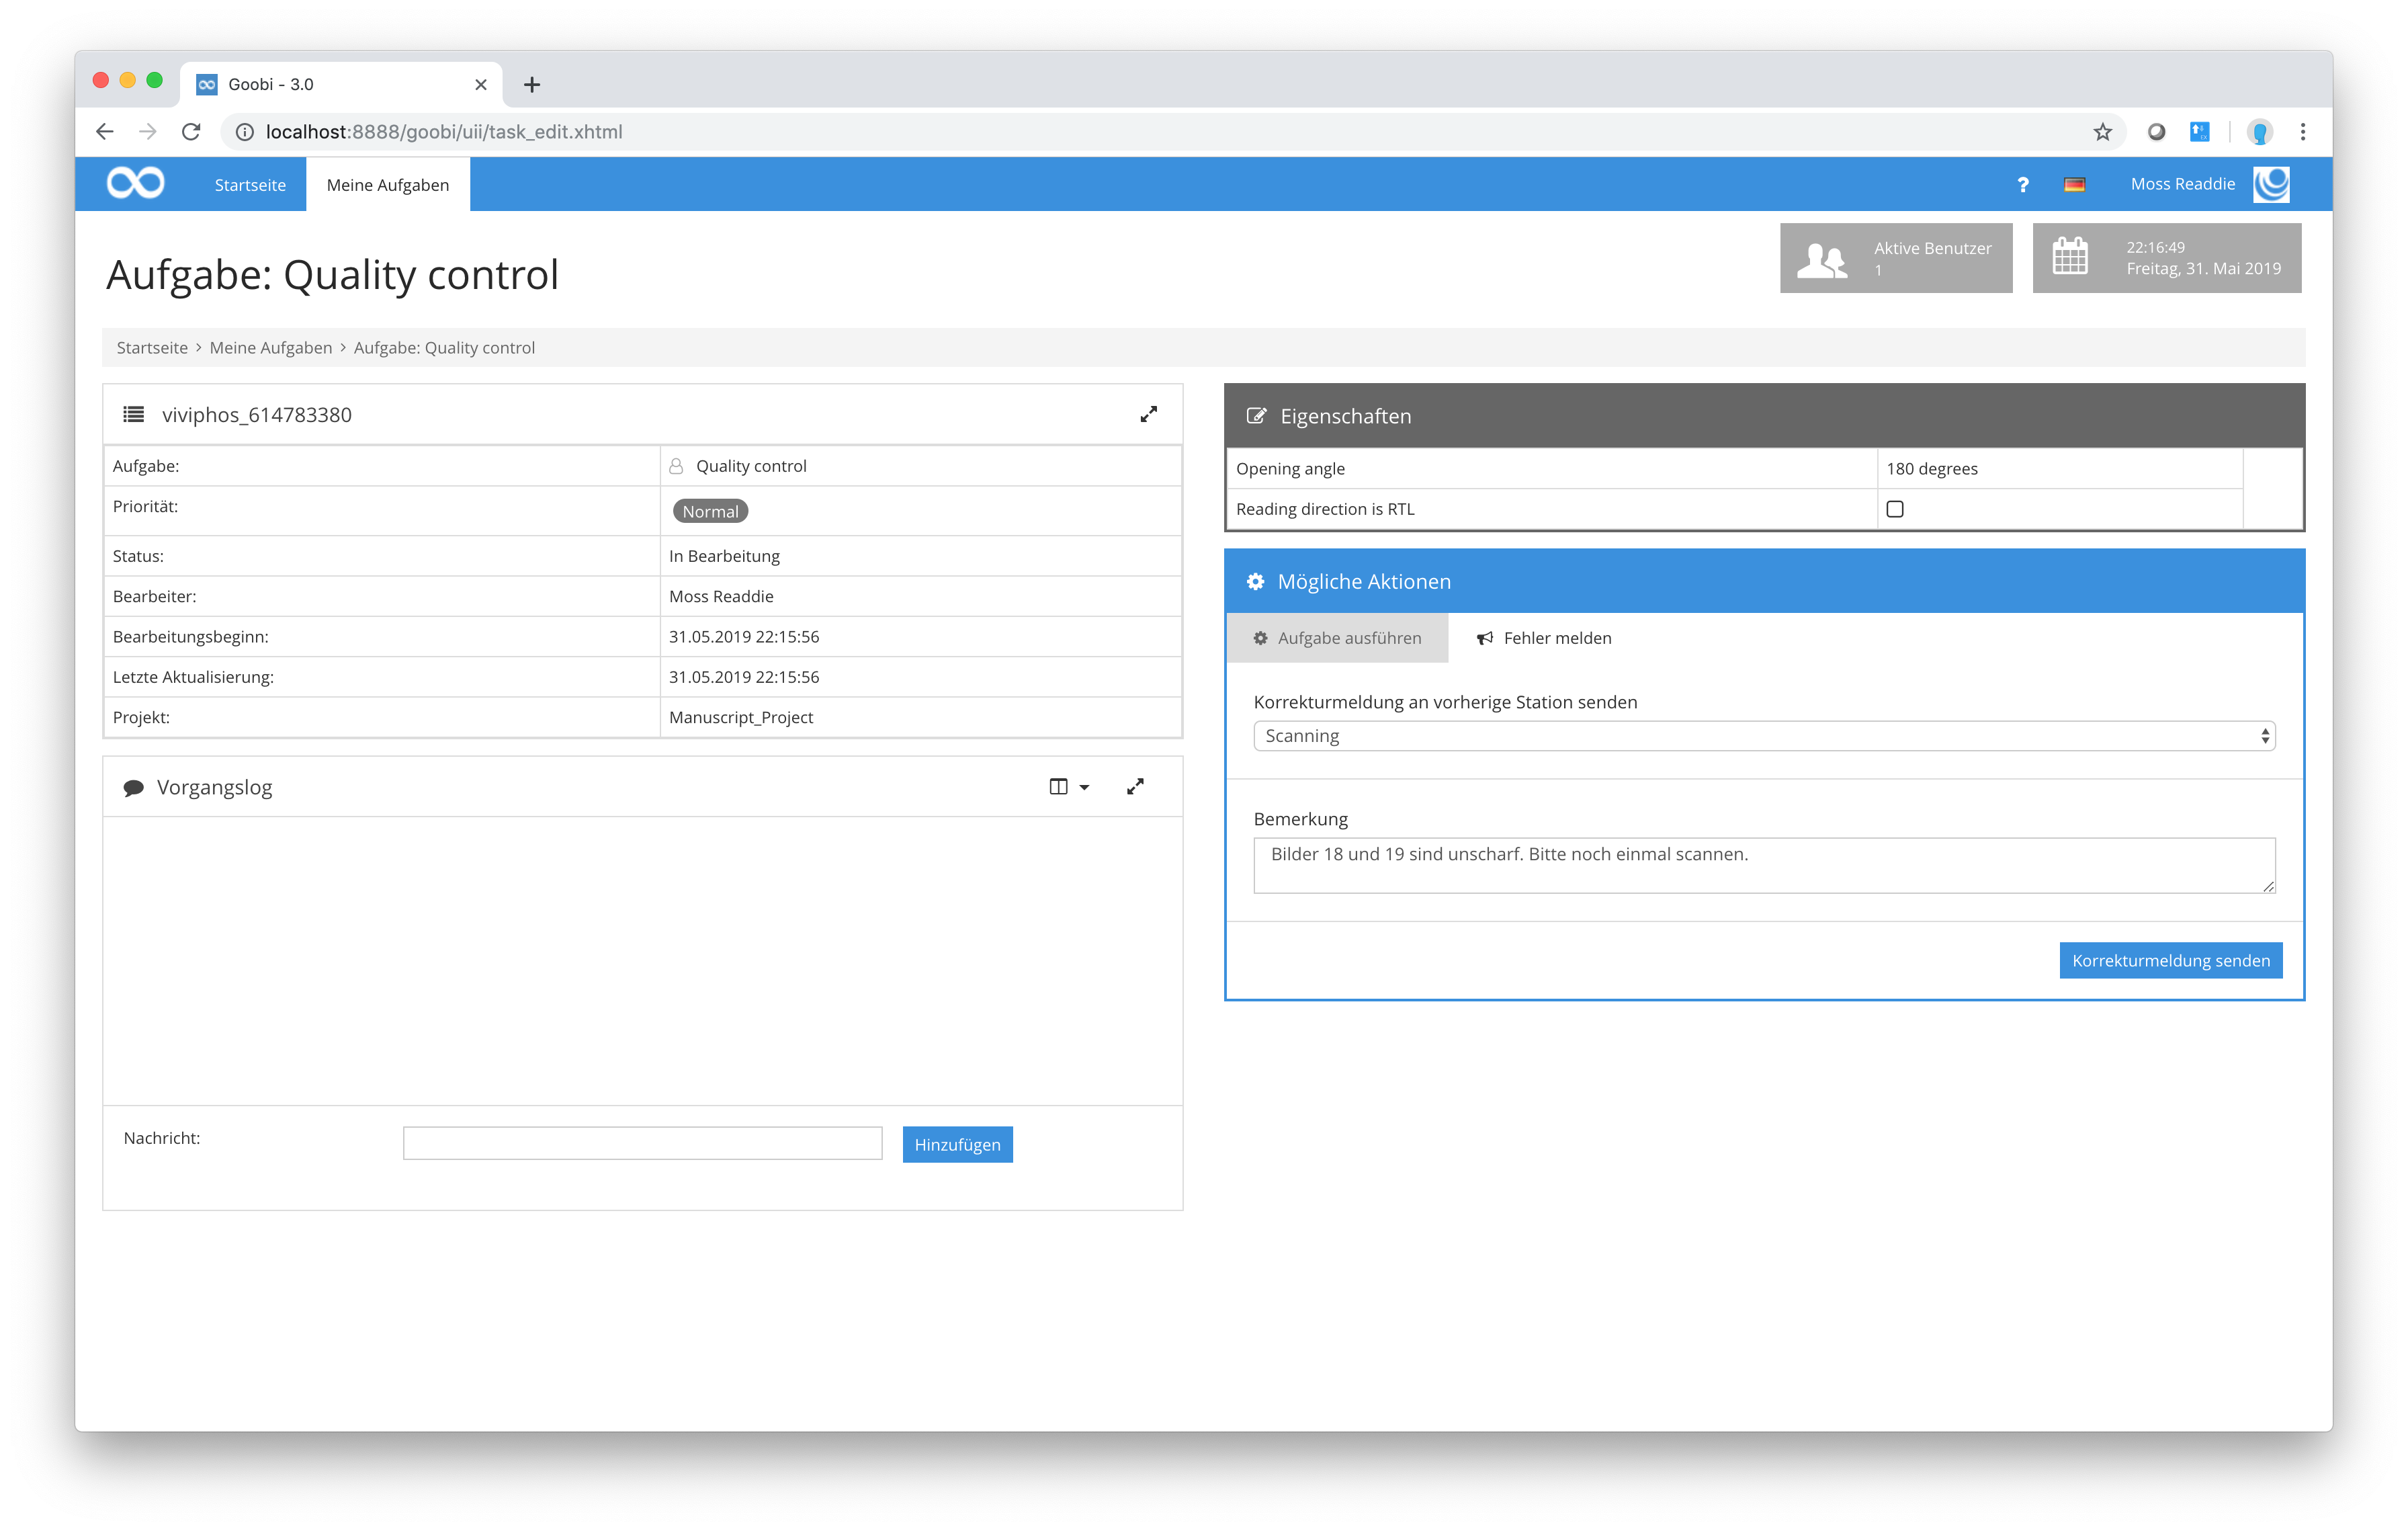 Goobi - 3.0
localhost:8888/goobi/uii/task_edit.xhtml
Startseite
Meine Aufgaben
?
Moss Readdie
Aufgabe: Quality control
Aktive Benutzer
1
22:16:49
Freitag, 31. Mai 2019
Startseite > Meine Aufgaben > Aufgabe: Quality control
viviphos_614783380
Aufgabe: Quality control
Priorität: Normal
Status: In Bearbeitung
Bearbeiter: Moss Readdie
Bearbeitungsbeginn: 31.05.2019 22:15:56
Letzte Aktualisierung: 31.05.2019 22:15:56
Projekt: Manuscript_Project
Vorgangslog
Nachricht:
Hinzufügen
Eigenschaften
Opening angle 180 degrees
Reading direction is RTL
Mögliche Aktionen
Aufgabe ausführen
Fehler melden
Korrekturmeldung an vorherige Station senden
Scanning
Bemerkung
Bilder 18 und 19 sind unscharf. Bitte noch einmal scannen.
Korrekturmeldung senden